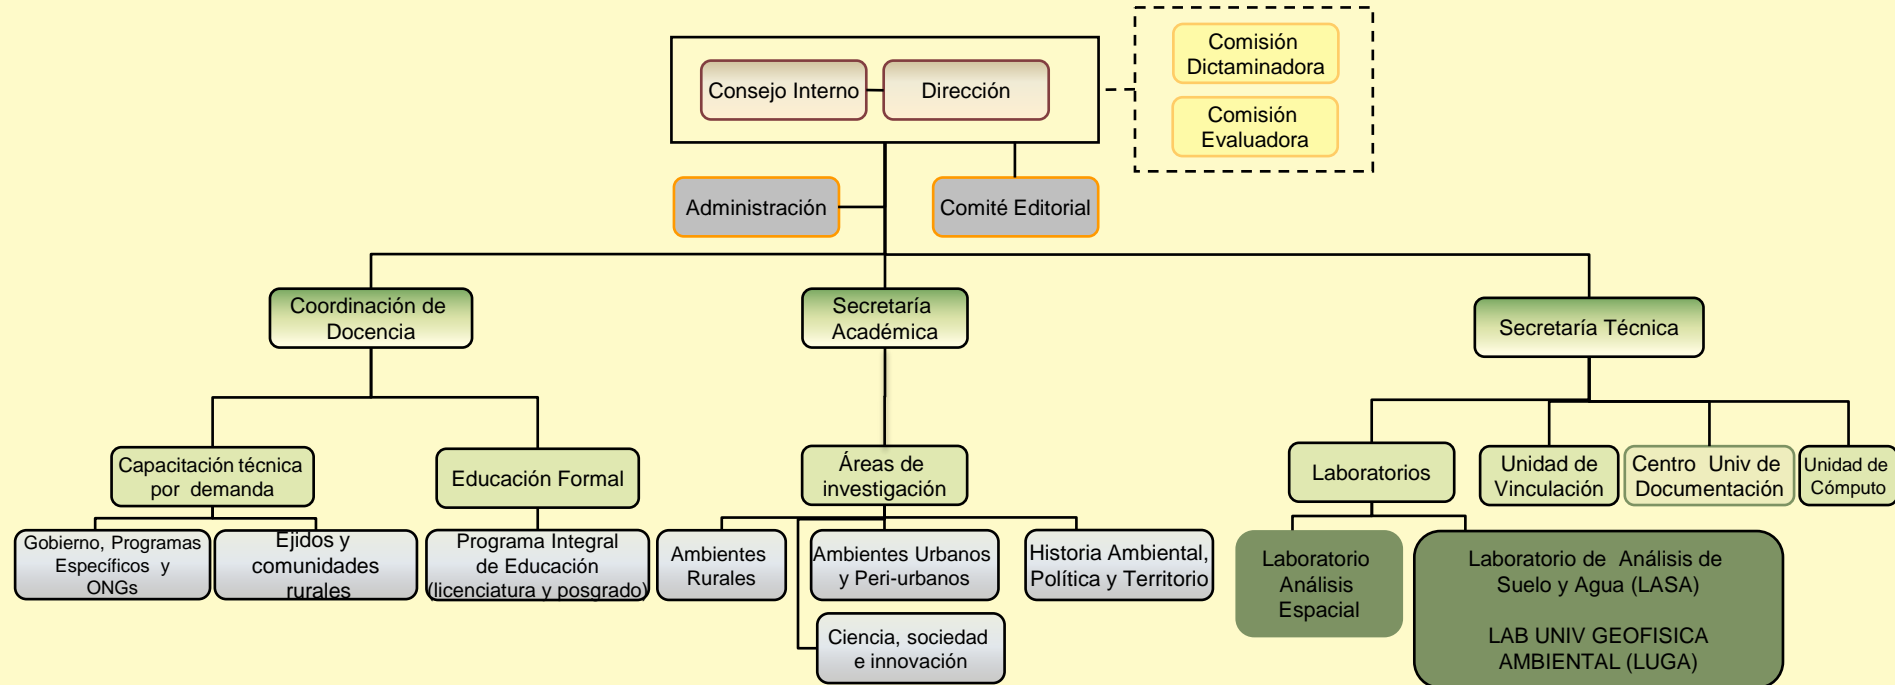 Comisión
Dictaminadora
Consejo Interno
Dirección
Comisión
Evaluadora
Administración
Comité Editorial
Coordinación de
Docencia
Secretaría
Académica
Secretaría Técnica
Capacitación técnica
por demanda
Educación Formal
Áreas de
investigación
Laboratorios
Unidad de
Vinculación
Centro Univ de
Documentación
Unidad de
Cómputo
Gobierno, Programas
Específicos y
ONGs
Ejidos y
comunidades
rurales
Programa Integral
de Educación
(licenciatura y posgrado)
Ambientes
Rurales
Ambientes Urbanos
y Peri-urbanos
Historia Ambiental,
Política y Territorio
Ciencia, sociedad
e innovación
Laboratorio
Análisis
Espacial
Laboratorio de Análisis de
Suelo y Agua (LASA)
LAB UNIV GEOFISICA
AMBIENTAL (LUGA)